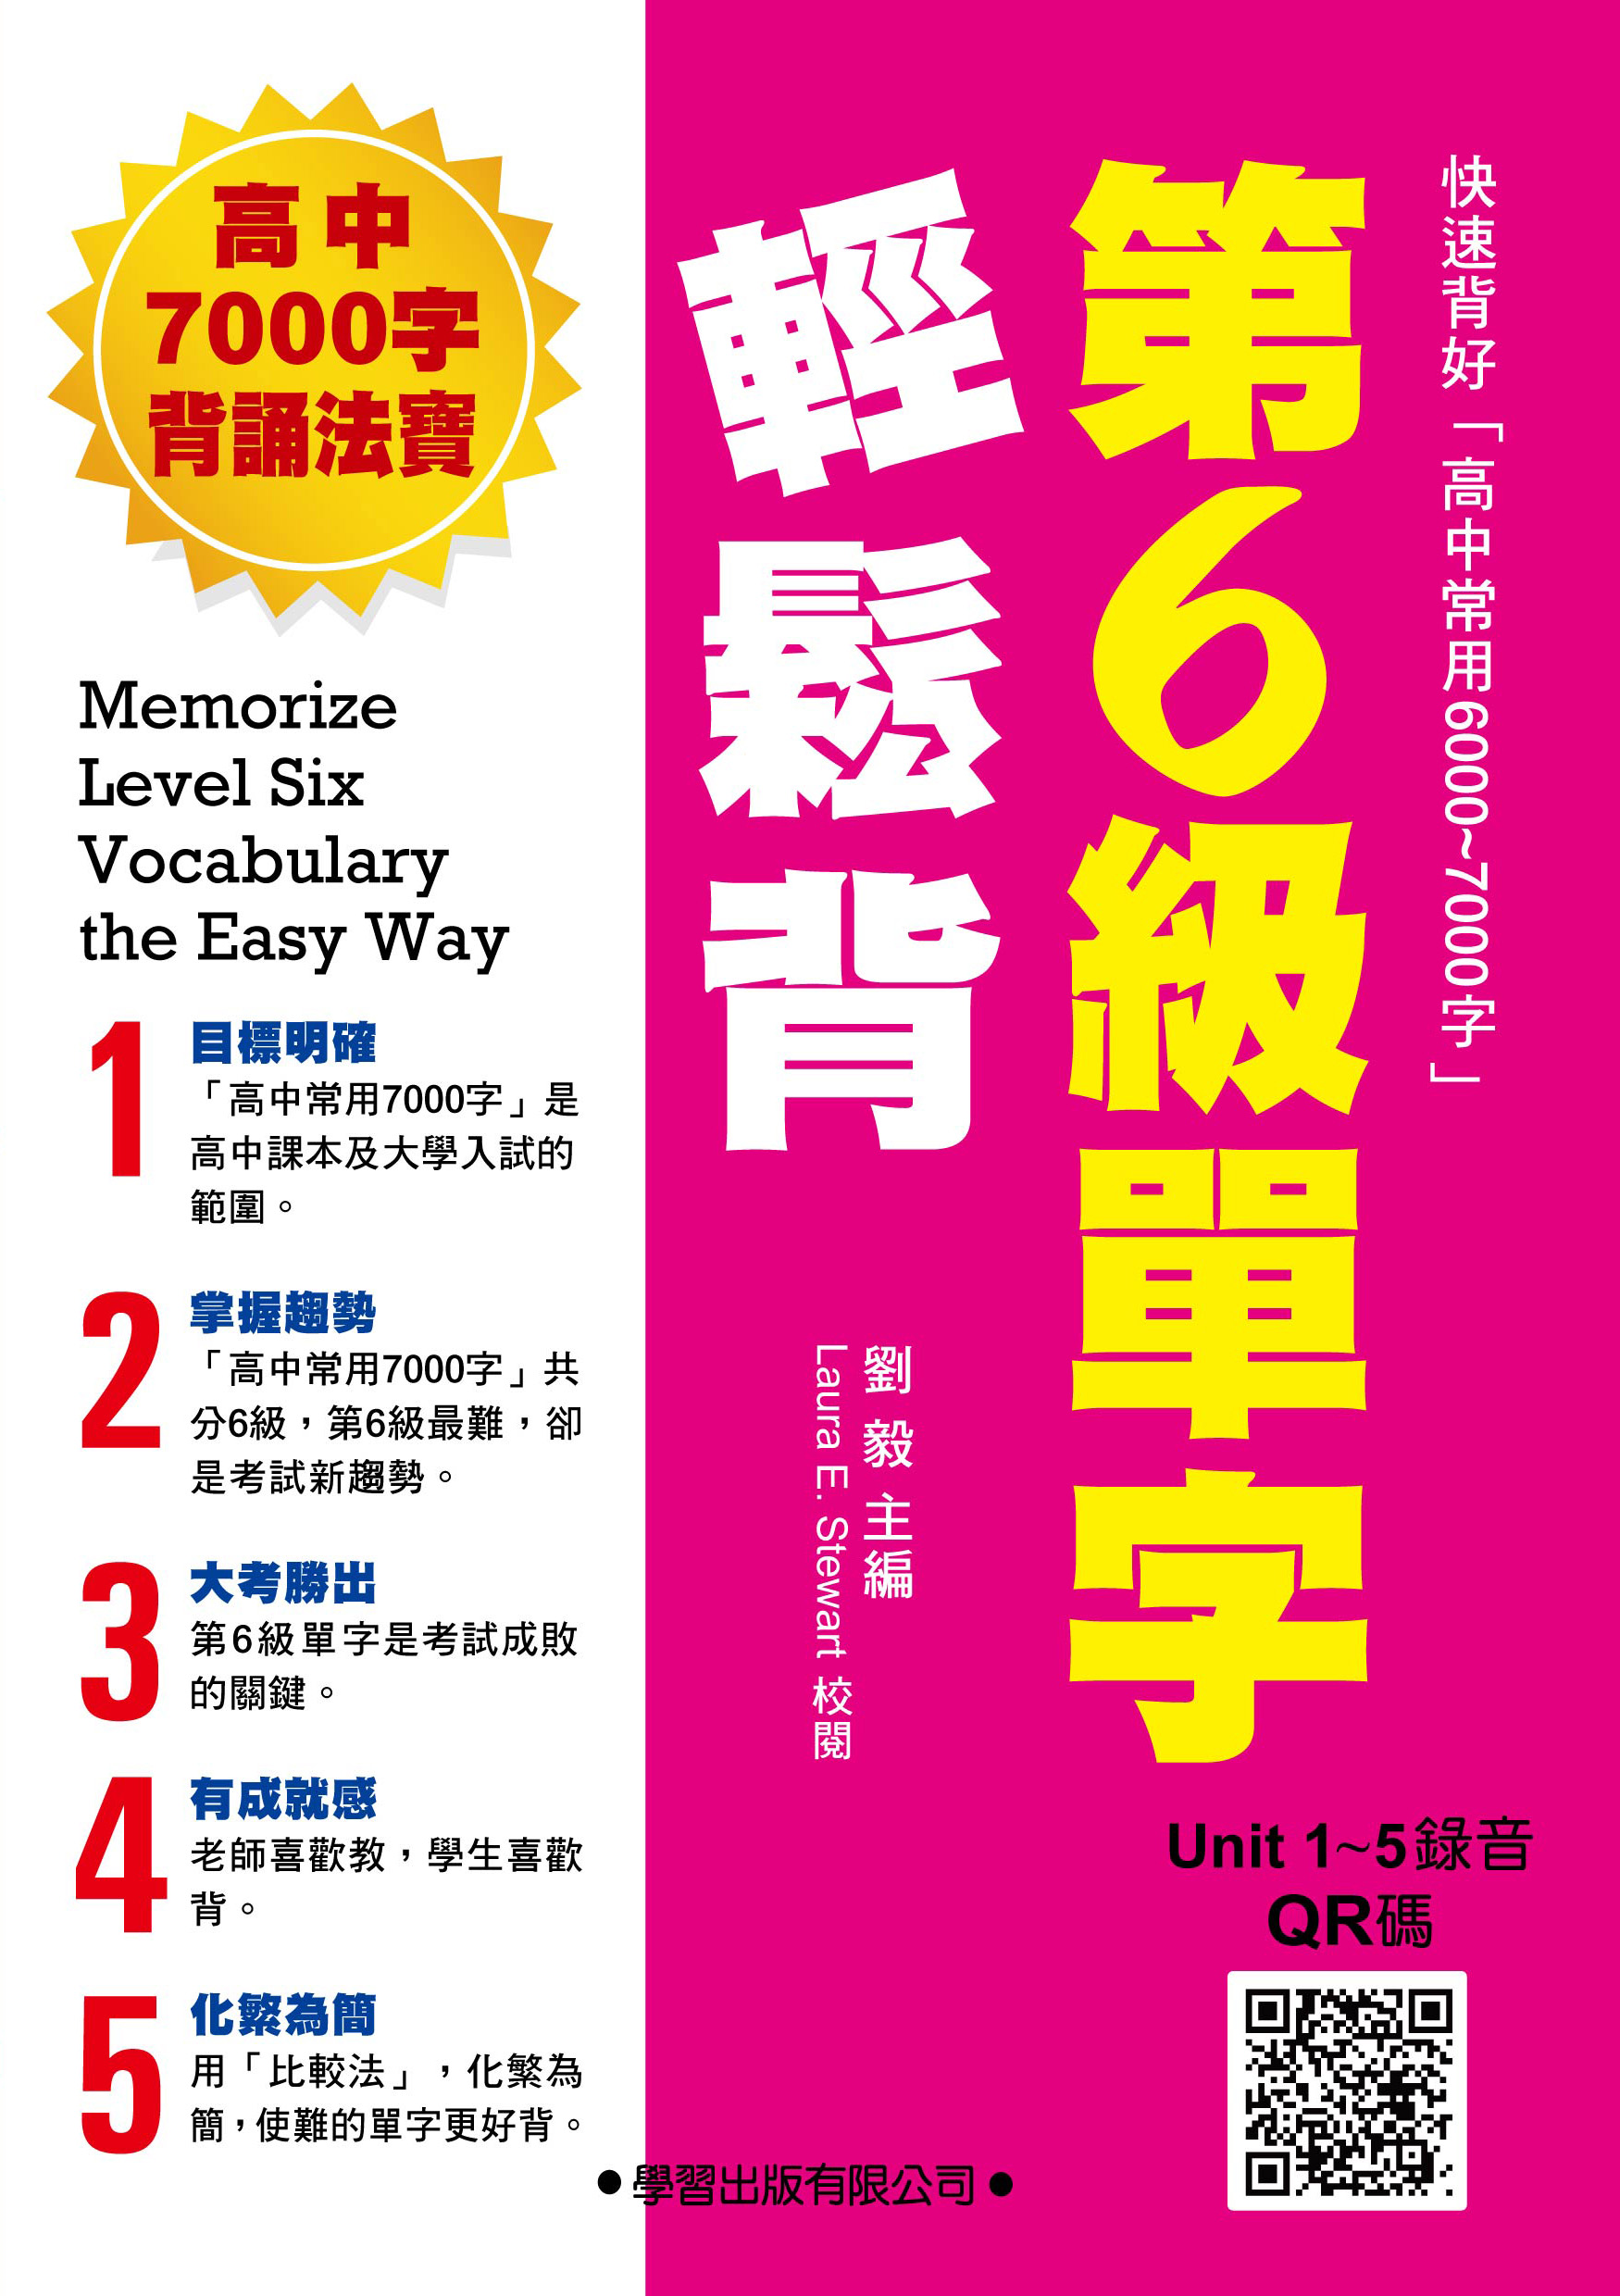 快速背好「高中常用6000~7000字」
第6級單字
輕鬆背
劉毅主編
Laura E. Stewart 校閱
高中
7000字
背誦法寶
Memorize
Level Six
Vocabulary
the Easy Way
1
目標明確
「高中常用7000字」是
高中課本及大學入試的
範圍。
2
掌握趨勢
「高中常用7000字」共
分6級，第6級最難，卻
是考試新趨勢。
3
大考勝出
第6級單字是考試成敗
的關鍵。
4
有成就感
老師喜歡教，學生喜歡
背。
5
化繁為簡
用「比較法」，化繁為
簡，使難的單字更好背。
Unit 1~5錄音
QR碼
●學習出版有限公司●